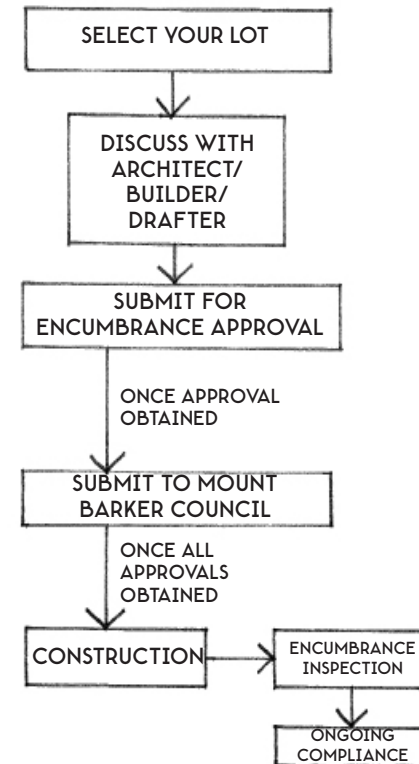 SELECT YOUR LOT
DISCUSS WITH
ARCHITECT/
BUILDER/
DRAFTER
SUBMIT FOR
ENCUMBRANCE APPROVAL
ONCE APPROVAL
OBTAINED
SUBMIT TO MOUNT
BARKER COUNCIL
ONCE ALL
APPROVALS
OBTAINED
CONSTRUCTION
ENCUMBRANCE
INSPECTION
ONGOING
COMPLIANCE